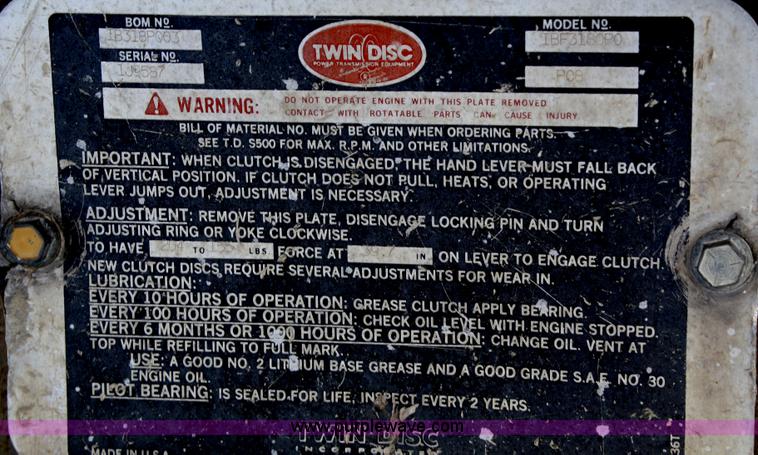 BOM No.
MODEL No.
SERIAL No.
TWIN DISC
POWER TRANSMISSION EQUIPMENT
WARNING: DO NOT OPERATE ENGINE WITH THIS PLATE REMOVED
CONTACT WITH ROTATABLE PARTS CAN CAUSE INJURY
BILL OF MATERIAL NO. MUST BE GIVEN WHEN ORDERING PARTS.
SEE T.D. S500 FOR MAX. R.P.M. AND OTHER LIMITATIONS.
IMPORTANT: WHEN CLUTCH IS DISENGAGED, THE HAND LEVER MUST FALL BACK
OF VERTICAL POSITION. IF CLUTCH DOES NOT PULL, HEATS, OR OPERATING
LEVER JUMPS OUT, ADJUSTMENT IS NECESSARY.
ADJUSTMENT: REMOVE THIS PLATE, DISENGAGE LOCKING PIN AND TURN
ADJUSTING RING OR YOKE CLOCKWISE.
TO HAVE TO LBS. FORCE AT IN. ON LEVER TO ENGAGE CLUTCH.
NEW CLUTCH DISCS REQUIRE SEVERAL ADJUSTMENTS FOR WEAR IN.
LUBRICATION:
EVERY 10 HOURS OF OPERATION: GREASE CLUTCH APPLY BEARING.
EVERY 100 HOURS OF OPERATION: CHECK OIL LEVEL WITH ENGINE STOPPED.
EVERY 6 MONTHS OR 1000 HOURS OF OPERATION: CHANGE OIL. VENT AT
TOP WHILE REFILLING TO FULL MARK.
USE: A GOOD NO. 2 LITHIUM BASE GREASE AND A GOOD GRADE S.A.E. NO. 30
ENGINE OIL.
PILOT BEARING: IS SEALED FOR LIFE, INSPECT EVERY 2 YEARS.
www.purplewave.com
TWIN DISC
INCORPORATED
MADE IN U.S.A.
36T